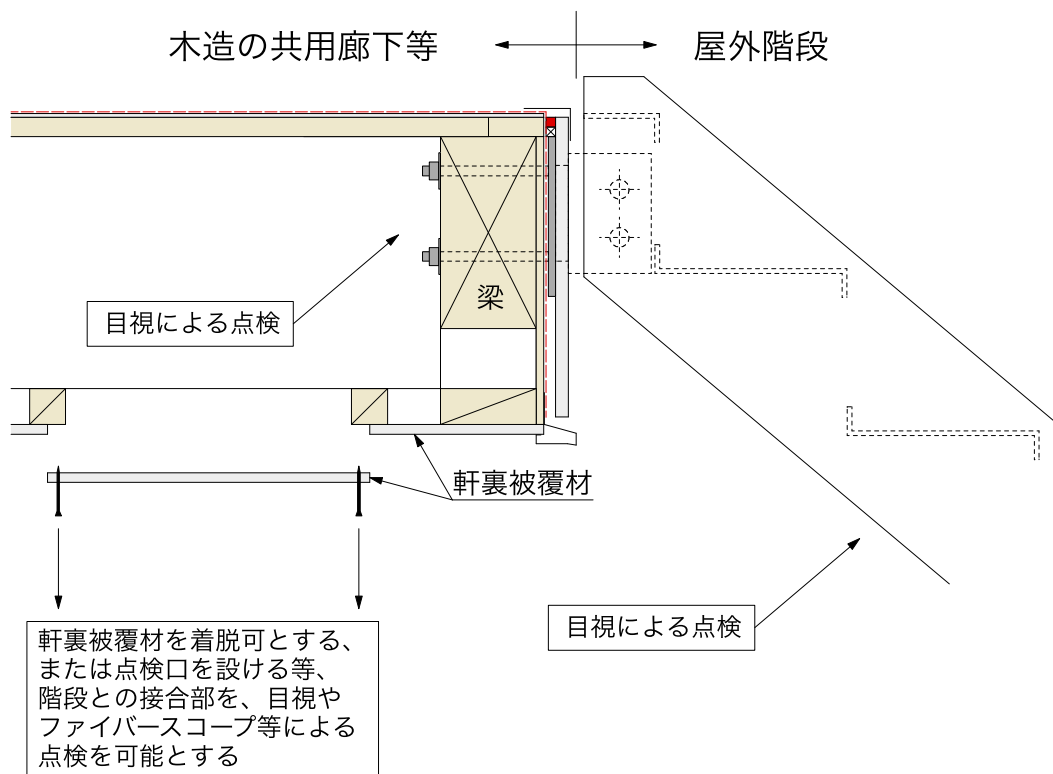 木造の共用廊下等
屋外階段
梁
目視による点検
軒裏被覆材
目視による点検
軒裏被覆材を着脱可とする、
または点検口を設ける等、
階段との接合部を、目視や
ファイバースコープ等による
点検を可能とする